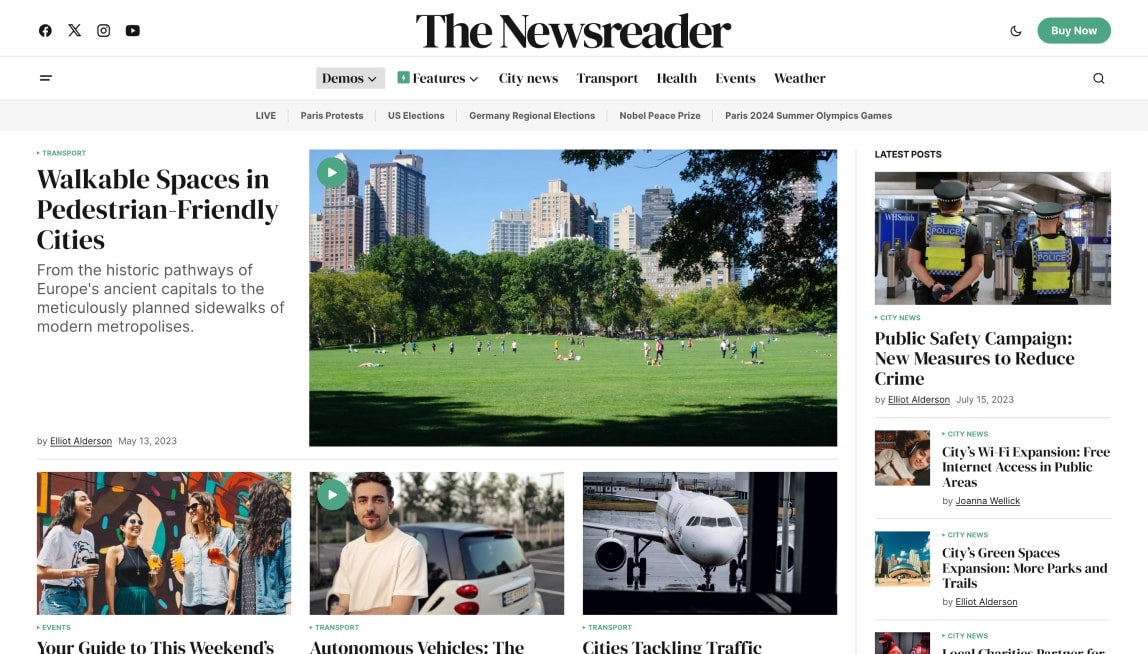 The Newsreader
Buy Now
Demos Features City news Transport Health Events Weather
LIVE Paris Protests US Elections Germany Regional Elections Nobel Peace Prize Paris 2024 Summer Olympics Games
TRANSPORT
Walkable Spaces in
Pedestrian-Friendly
Cities
From the historic pathways of
Europe's ancient capitals to the
meticulously planned sidewalks of
modern metropolises.
by Elliot Alderson May 13, 2023
EVENTS
Your Guide to This Weekend's
TRANSPORT
Autonomous Vehicles: The
TRANSPORT
Cities Tackling Traffic
LATEST POSTS
WHSmith
POLICE
POLICE
CITY NEWS
Public Safety Campaign:
New Measures to Reduce
Crime
by Elliot Alderson July 15, 2023
CITY NEWS
City's Wi-Fi Expansion: Free
Internet Access in Public
Areas
by Joanna Wellick
CITY NEWS
City's Green Spaces
Expansion: More Parks and
Trails
by Elliot Alderson
CITY NEWS
Local Charities Partner for